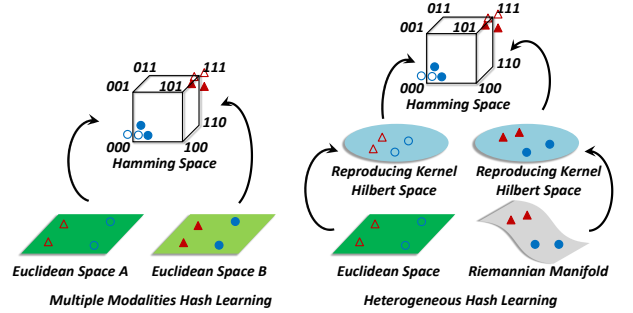 011
111
001
101
110
000
100
Hamming Space
Euclidean Space A
Euclidean Space B
Multiple Modalities Hash Learning
011
111
001
101
110
000
100
Hamming Space
Reproducing Kernel
Hilbert Space
Reproducing Kernel
Hilbert Space
Euclidean Space
Riemannian Manifold
Heterogeneous Hash Learning